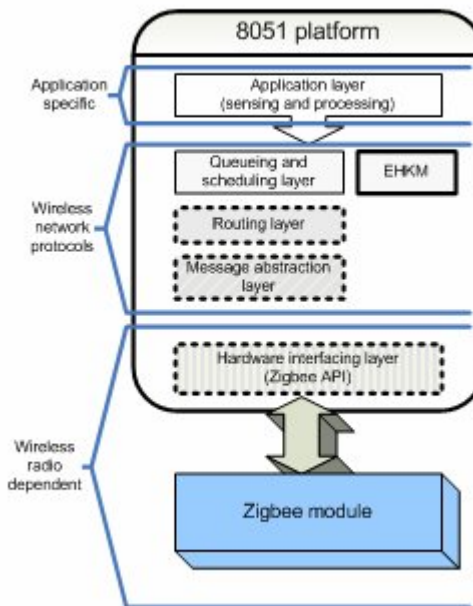 8051 platform
Application
specific
Application layer
(sensing and processing)
Queueing and
scheduling layer
EHKM
Wireless
network
protocols
Routing layer
Message abstraction
layer
Hardware interfacing layer
(Zigbee API)
Wireless
radio
dependent
Zigbee module